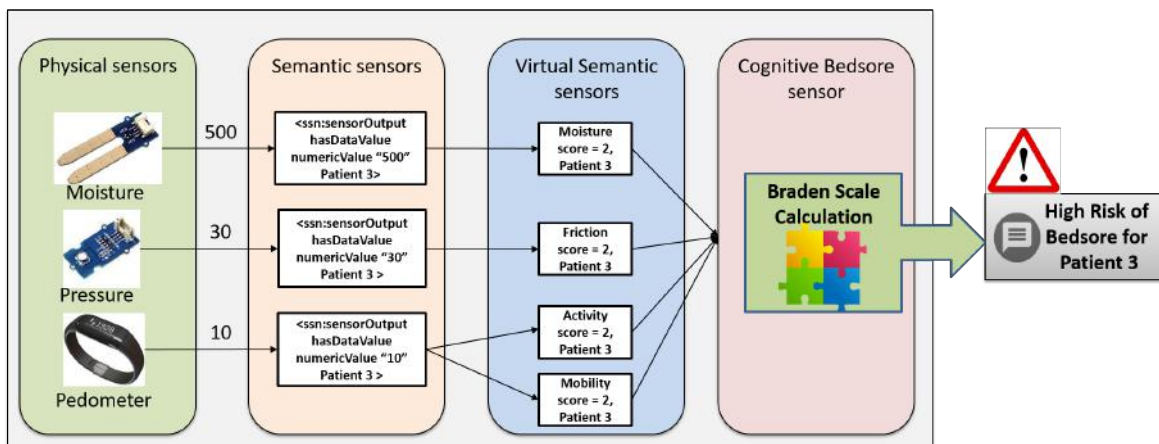 Physical sensors
500
Moisture
30
Pressure
10
Pedometer
Semantic sensors
<ssn:sensorOutput
hasDataValue
numericValue “500”
Patient 3>
<ssn:sensorOutput
hasDataValue
numericValue “30”
Patient 3 >
<ssn:sensorOutput
hasDataValue
numericValue “10”
Patient 3 >
Virtual Semantic
sensors
Moisture
score = 2,
Patient 3
Friction
score = 2,
Patient 3
Activity
score = 2,
Patient 3
Mobility
score = 2,
Patient 3
Cognitive Bedsore
sensor
Braden Scale
Calculation
!
High Risk of
Bedsore for
Patient 3